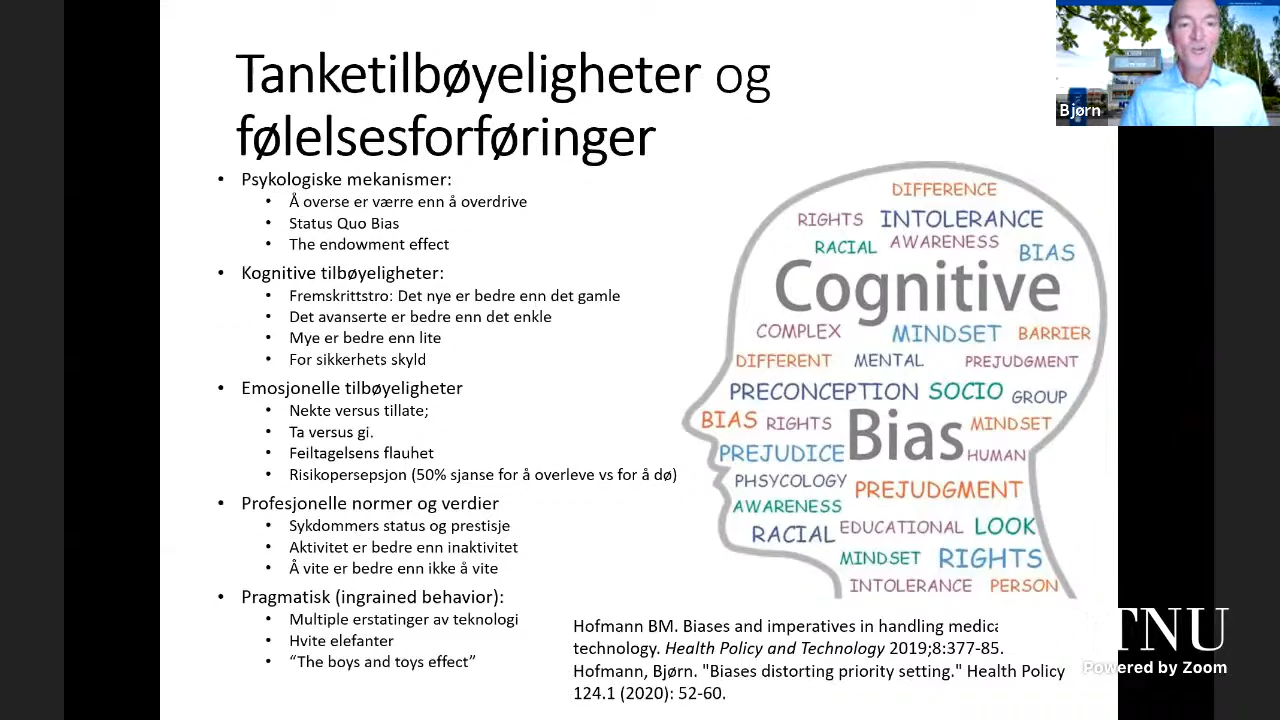 Tanketilbøyeligheter og
følelsesforføringer
• Psykologiske mekanismer:
• Å overse er værre enn å overdrive
• Status Quo Bias
• The endowment effect
• Kognitive tilbøyeligheter:
• Fremskrittstro: Det nye er bedre enn det gamle
• Det avanserte er bedre enn det enkle
• Mye er bedre enn lite
• For sikkerhets skyld
• Emosjonelle tilbøyeligheter
• Nekte versus tillate;
• Ta versus gi.
• Feiltagelsens flauhet
• Risikopersepsjon (50% sjanse for å overleve vs for å dø)
• Profesjonelle normer og verdier
• Sykdommers status og prestisje
• Aktivitet er bedre enn inaktivitet
• Å vite er bedre enn ikke å vite
• Pragmatisk (ingrained behavior):
• Multiple erstatinger av teknologi
• Hvite elefanter
• “The boys and toys effect”
DIFFERENCE
RIGHTS INTOLERANCE
RACIAL AWARENESS BIAS
Cognitive
COMPLEX MINDSET BARRIER
DIFFERENT MENTAL PREJUDGMENT
PRECONCEPTION SOCIO GROUP
BIAS RIGHTS Bias MINDSET
PREJUDICE HUMAN
PHSYCOLOGY PREJUDGMENT
AWARENESS
RACIAL EDUCATIONAL LOOK
MINDSET RIGHTS
INTOLERANCE PERSON
Hofmann BM. Biases and imperatives in handling medica
technology. Health Policy and Technology 2019;8:377-85.
Hofmann, Bjørn. "Biases distorting priority setting." Health Policy
124.1 (2020): 52-60.
Bjørn
TNU
Powered by Zoom